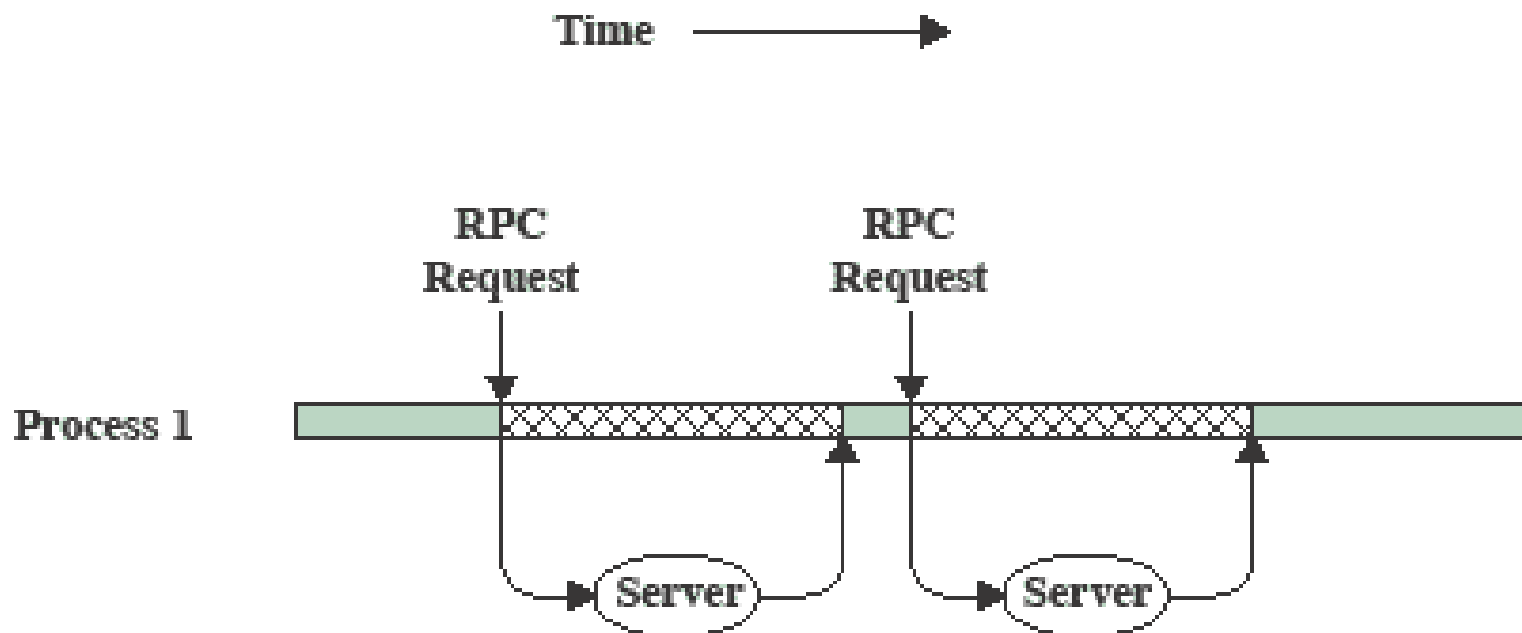 Time
RPC
Request
RPC
Request
Process 1
Server
Server